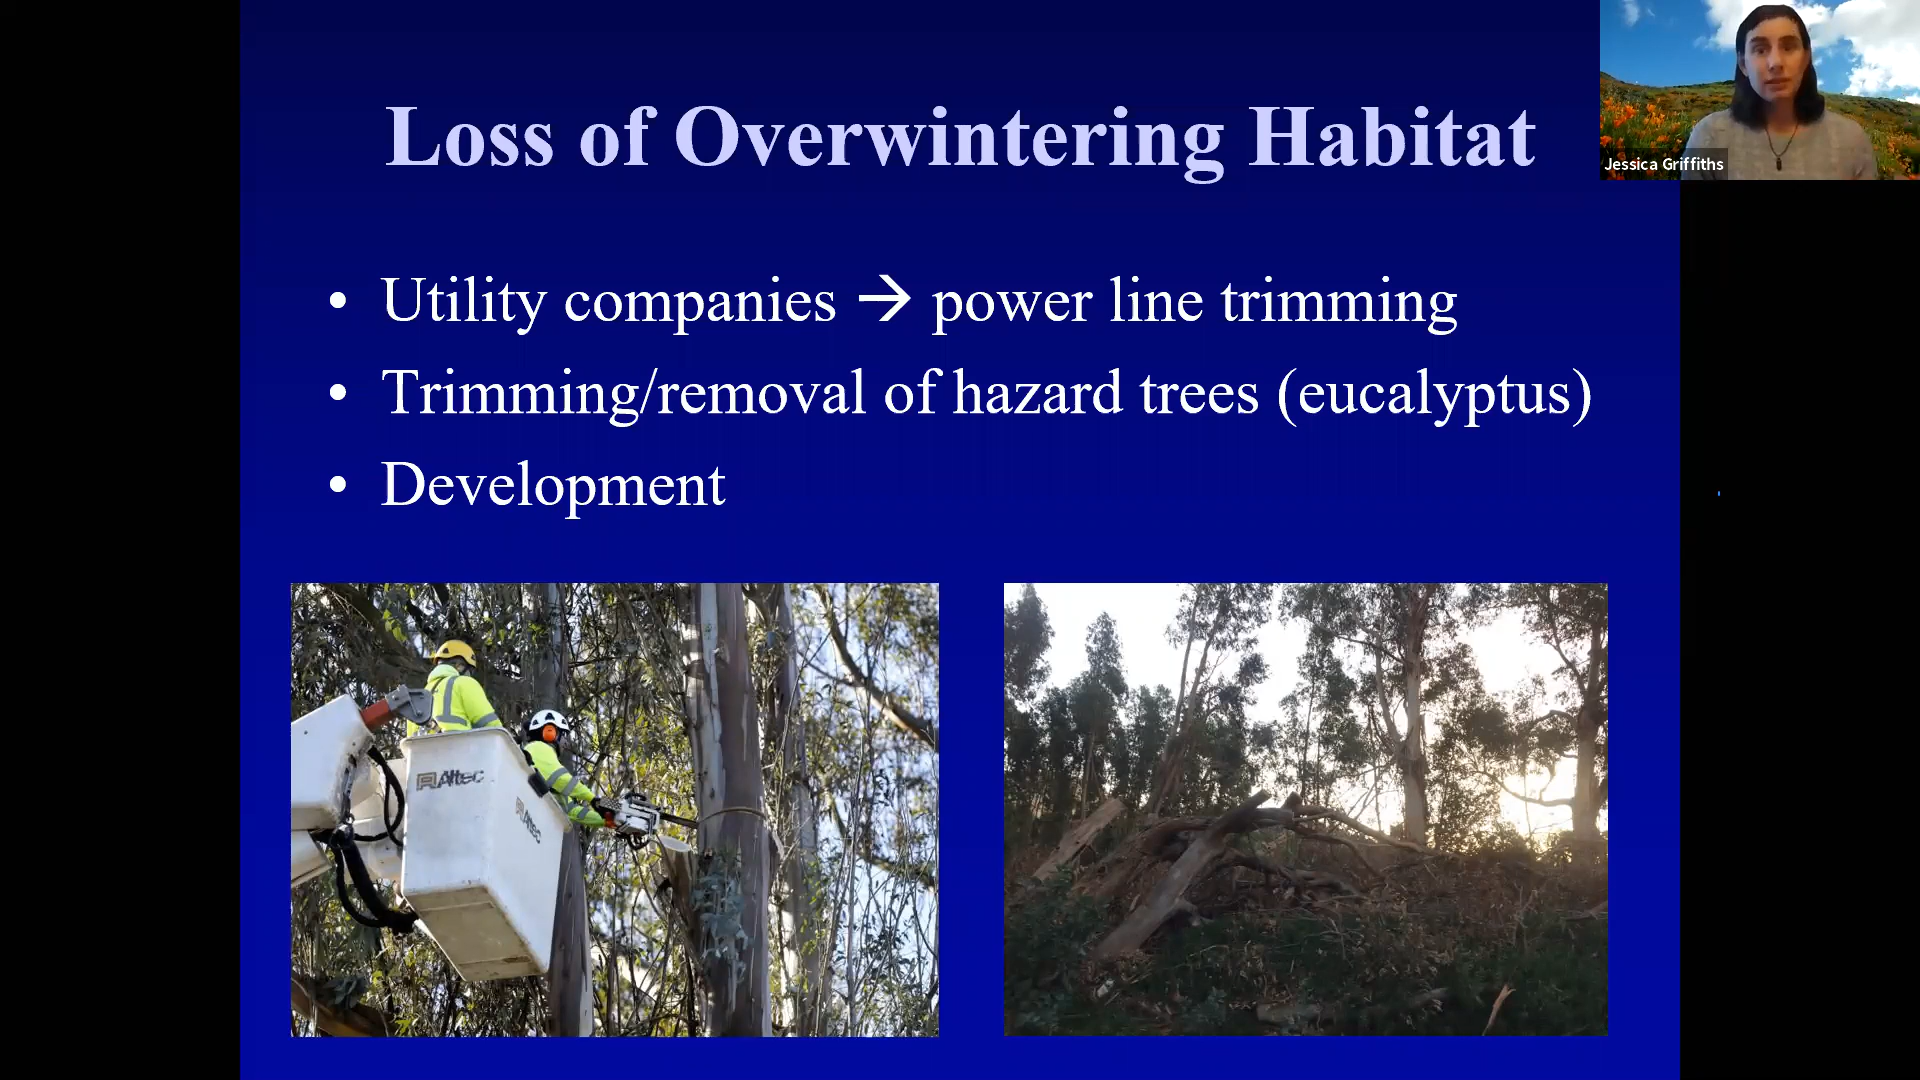 Loss of Overwintering Habitat
Jessica Griffiths
• Utility companies → power line trimming
• Trimming/removal of hazard trees (eucalyptus)
• Development
Altec
Altec